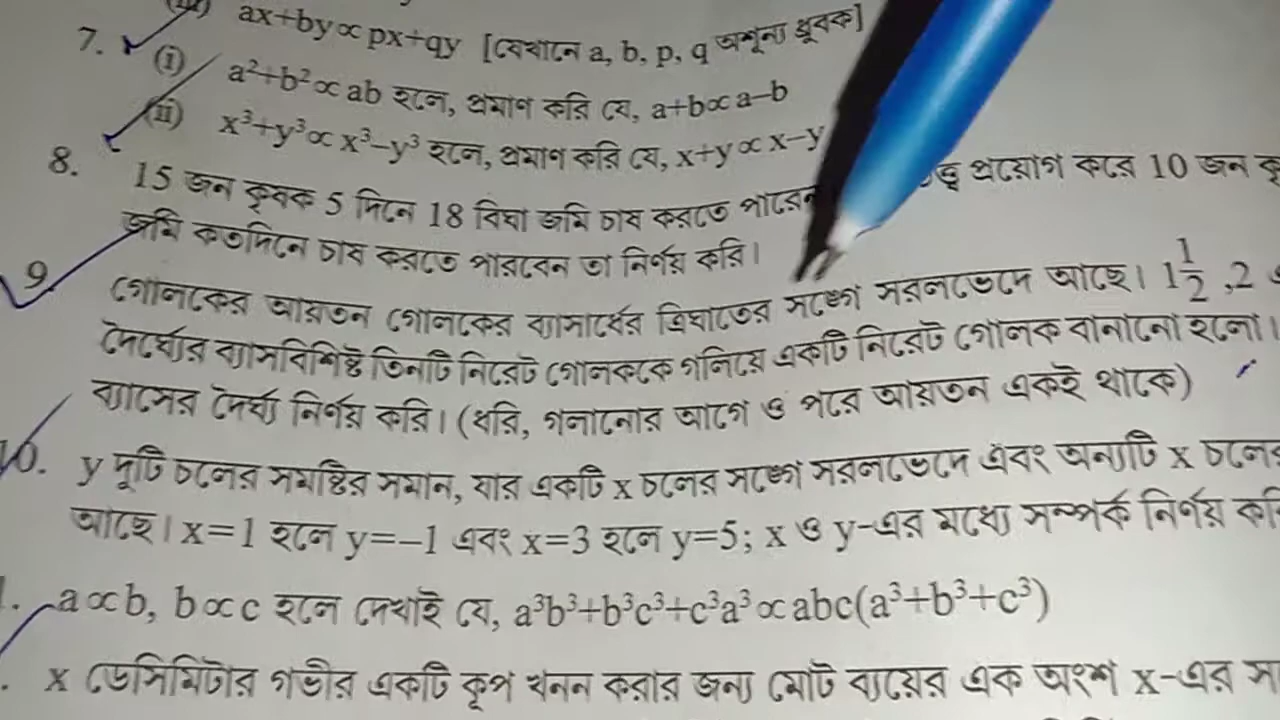 ax+by∝px+qy [যেখানে a, b, p, q অশূন্য ধ্রুবক]
7. (i) a²+b²∝ab হলে, প্রমাণ করি যে, a+b∝a–b
(ii) x³+y³∝x³–y³ হলে, প্রমাণ করি যে, x+y∝x–y
8. 15 জন কৃষক 5 দিনে 18 বিঘা জমি চাষ করতে পারেন প্রয়োগ করে 10 জন
জমি কতদিনে চাষ করতে পারবেন তা নির্ণয় করি।
9. গোলকের আয়তন গোলকের ব্যাসার্ধের ত্রিঘাতের সঙ্গে সরলভেদে আছে। 1½ ,2
দৈর্ঘ্যের ব্যাসবিশিষ্ট তিনটি নিরেট গোলককে গলিয়ে একটি নিরেট গোলক বানানো হলো।
ব্যাসের দৈর্ঘ্য নির্ণয় করি। (ধরি, গলানোর আগে ও পরে আয়তন একই থাকে)
10. y দুটি চলের সমষ্টির সমান, যার একটি x চলের সঙ্গে সরলভেদে এবং অন্যটি x চলের
আছে। x=1 হলে y=–1 এবং x=3 হলে y=5; x ও y-এর মধ্যে সম্পর্ক নির্ণয়
a∝b, b∝c হলে দেখাই যে, a³b³+b³c³+c³a³∝abc(a³+b³+c³)
x ডেসিমিটার গভীর একটি কূপ খনন করার জন্য মোট ব্যয়ের এক অংশ x-এর